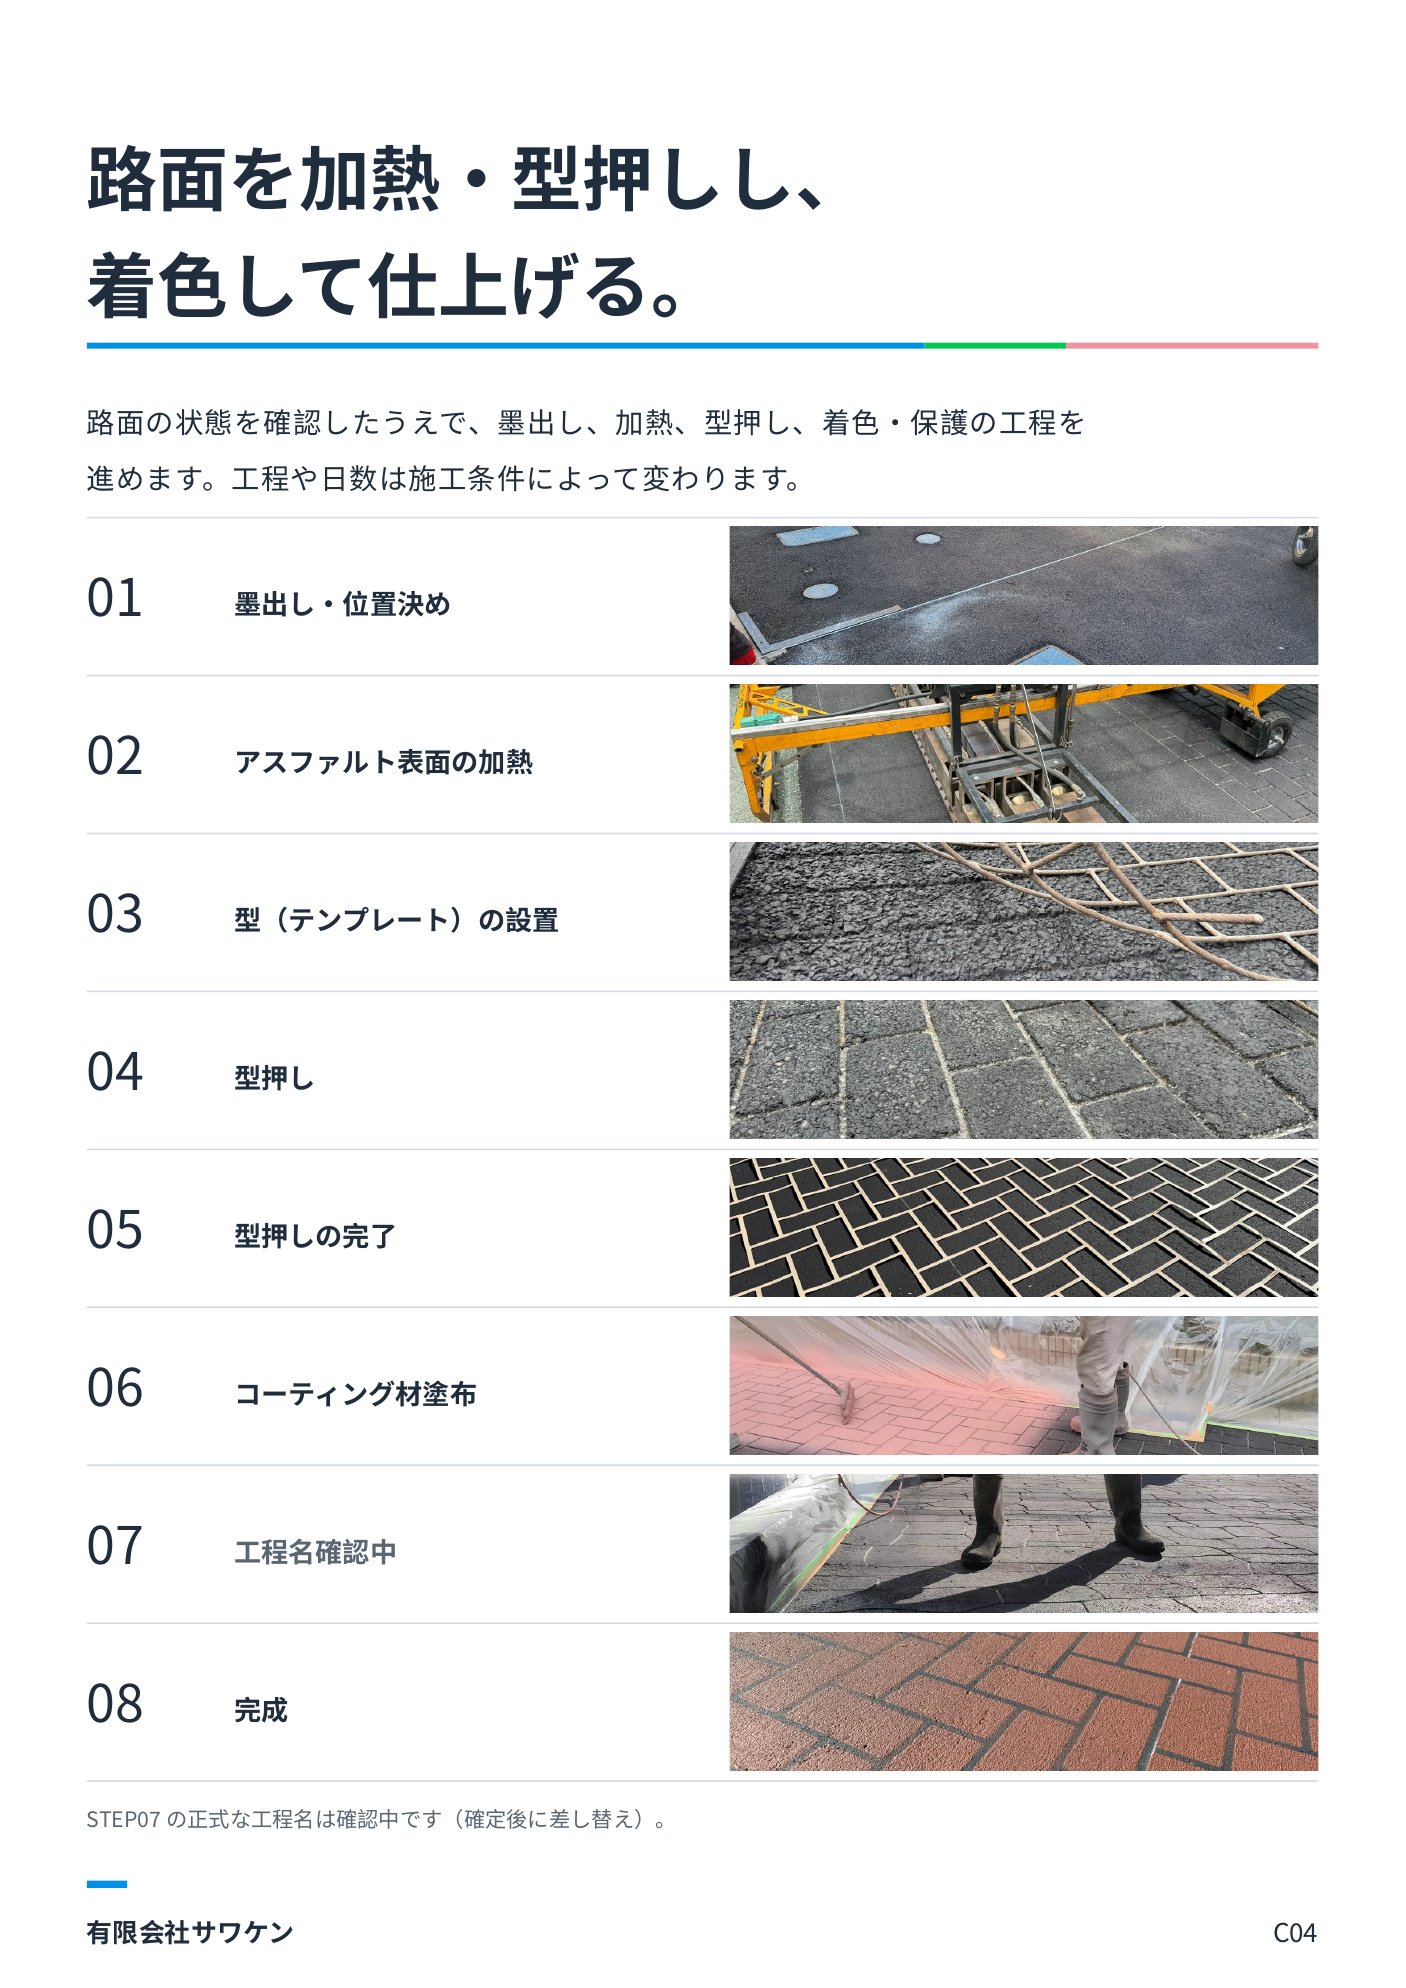 路面を加熱・型押しし、
着色して仕上げる。
路面の状態を確認したうえで、墨出し、加熱、型押し、着色・保護の工程を
進めます。工程や日数は施工条件によって変わります。
01 墨出し・位置決め
02 アスファルト表面の加熱
03 型（テンプレート）の設置
04 型押し
05 型押しの完了
06 コーティング材塗布
07 工程名確認中
08 完成
STEP07 の正式な工程名は確認中です（確定後に差し替え）。
有限会社サワケン
C04